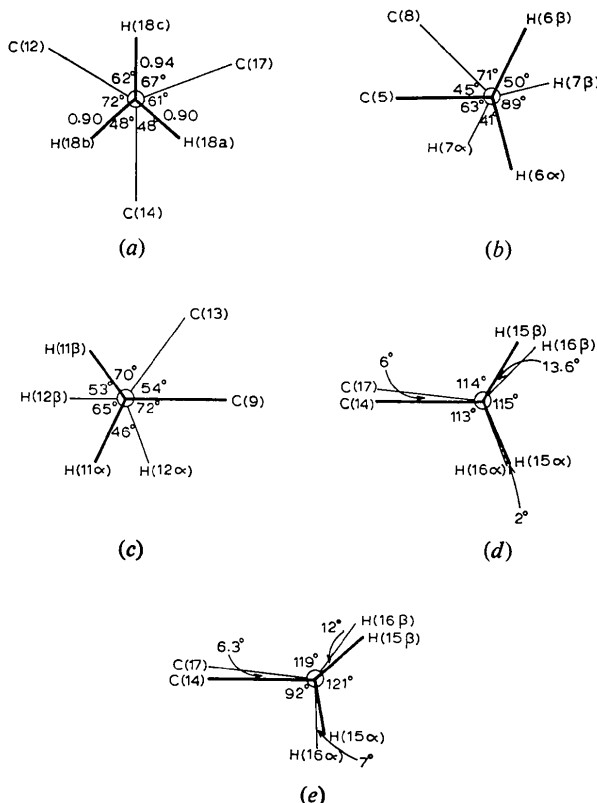 H(18c)
C(12)
0.94
C(17)
62° 67°
72° 61°
0.90 48° 48° 0.90
H(18b) H(18a)
C(14)
(a)
H(6β)
C(8)
71° 50° H(7β)
45°
C(5)
63° 89°
41°
H(7α)
H(6α)
(b)
C(13)
H(11β)
70°
53° 54°
H(12β) C(9)
65° 72°
46°
H(11α) H(12α)
(c)
H(15β)
H(16β)
6° 13.6°
114°
C(17)
C(14)
113° 115°
H(15α)
H(16α)
2°
(d)
H(16β)
12°
H(15β)
6.3°
119°
C(17)
C(14)
92° 121°
H(15α)
H(16α)
7°
(e)